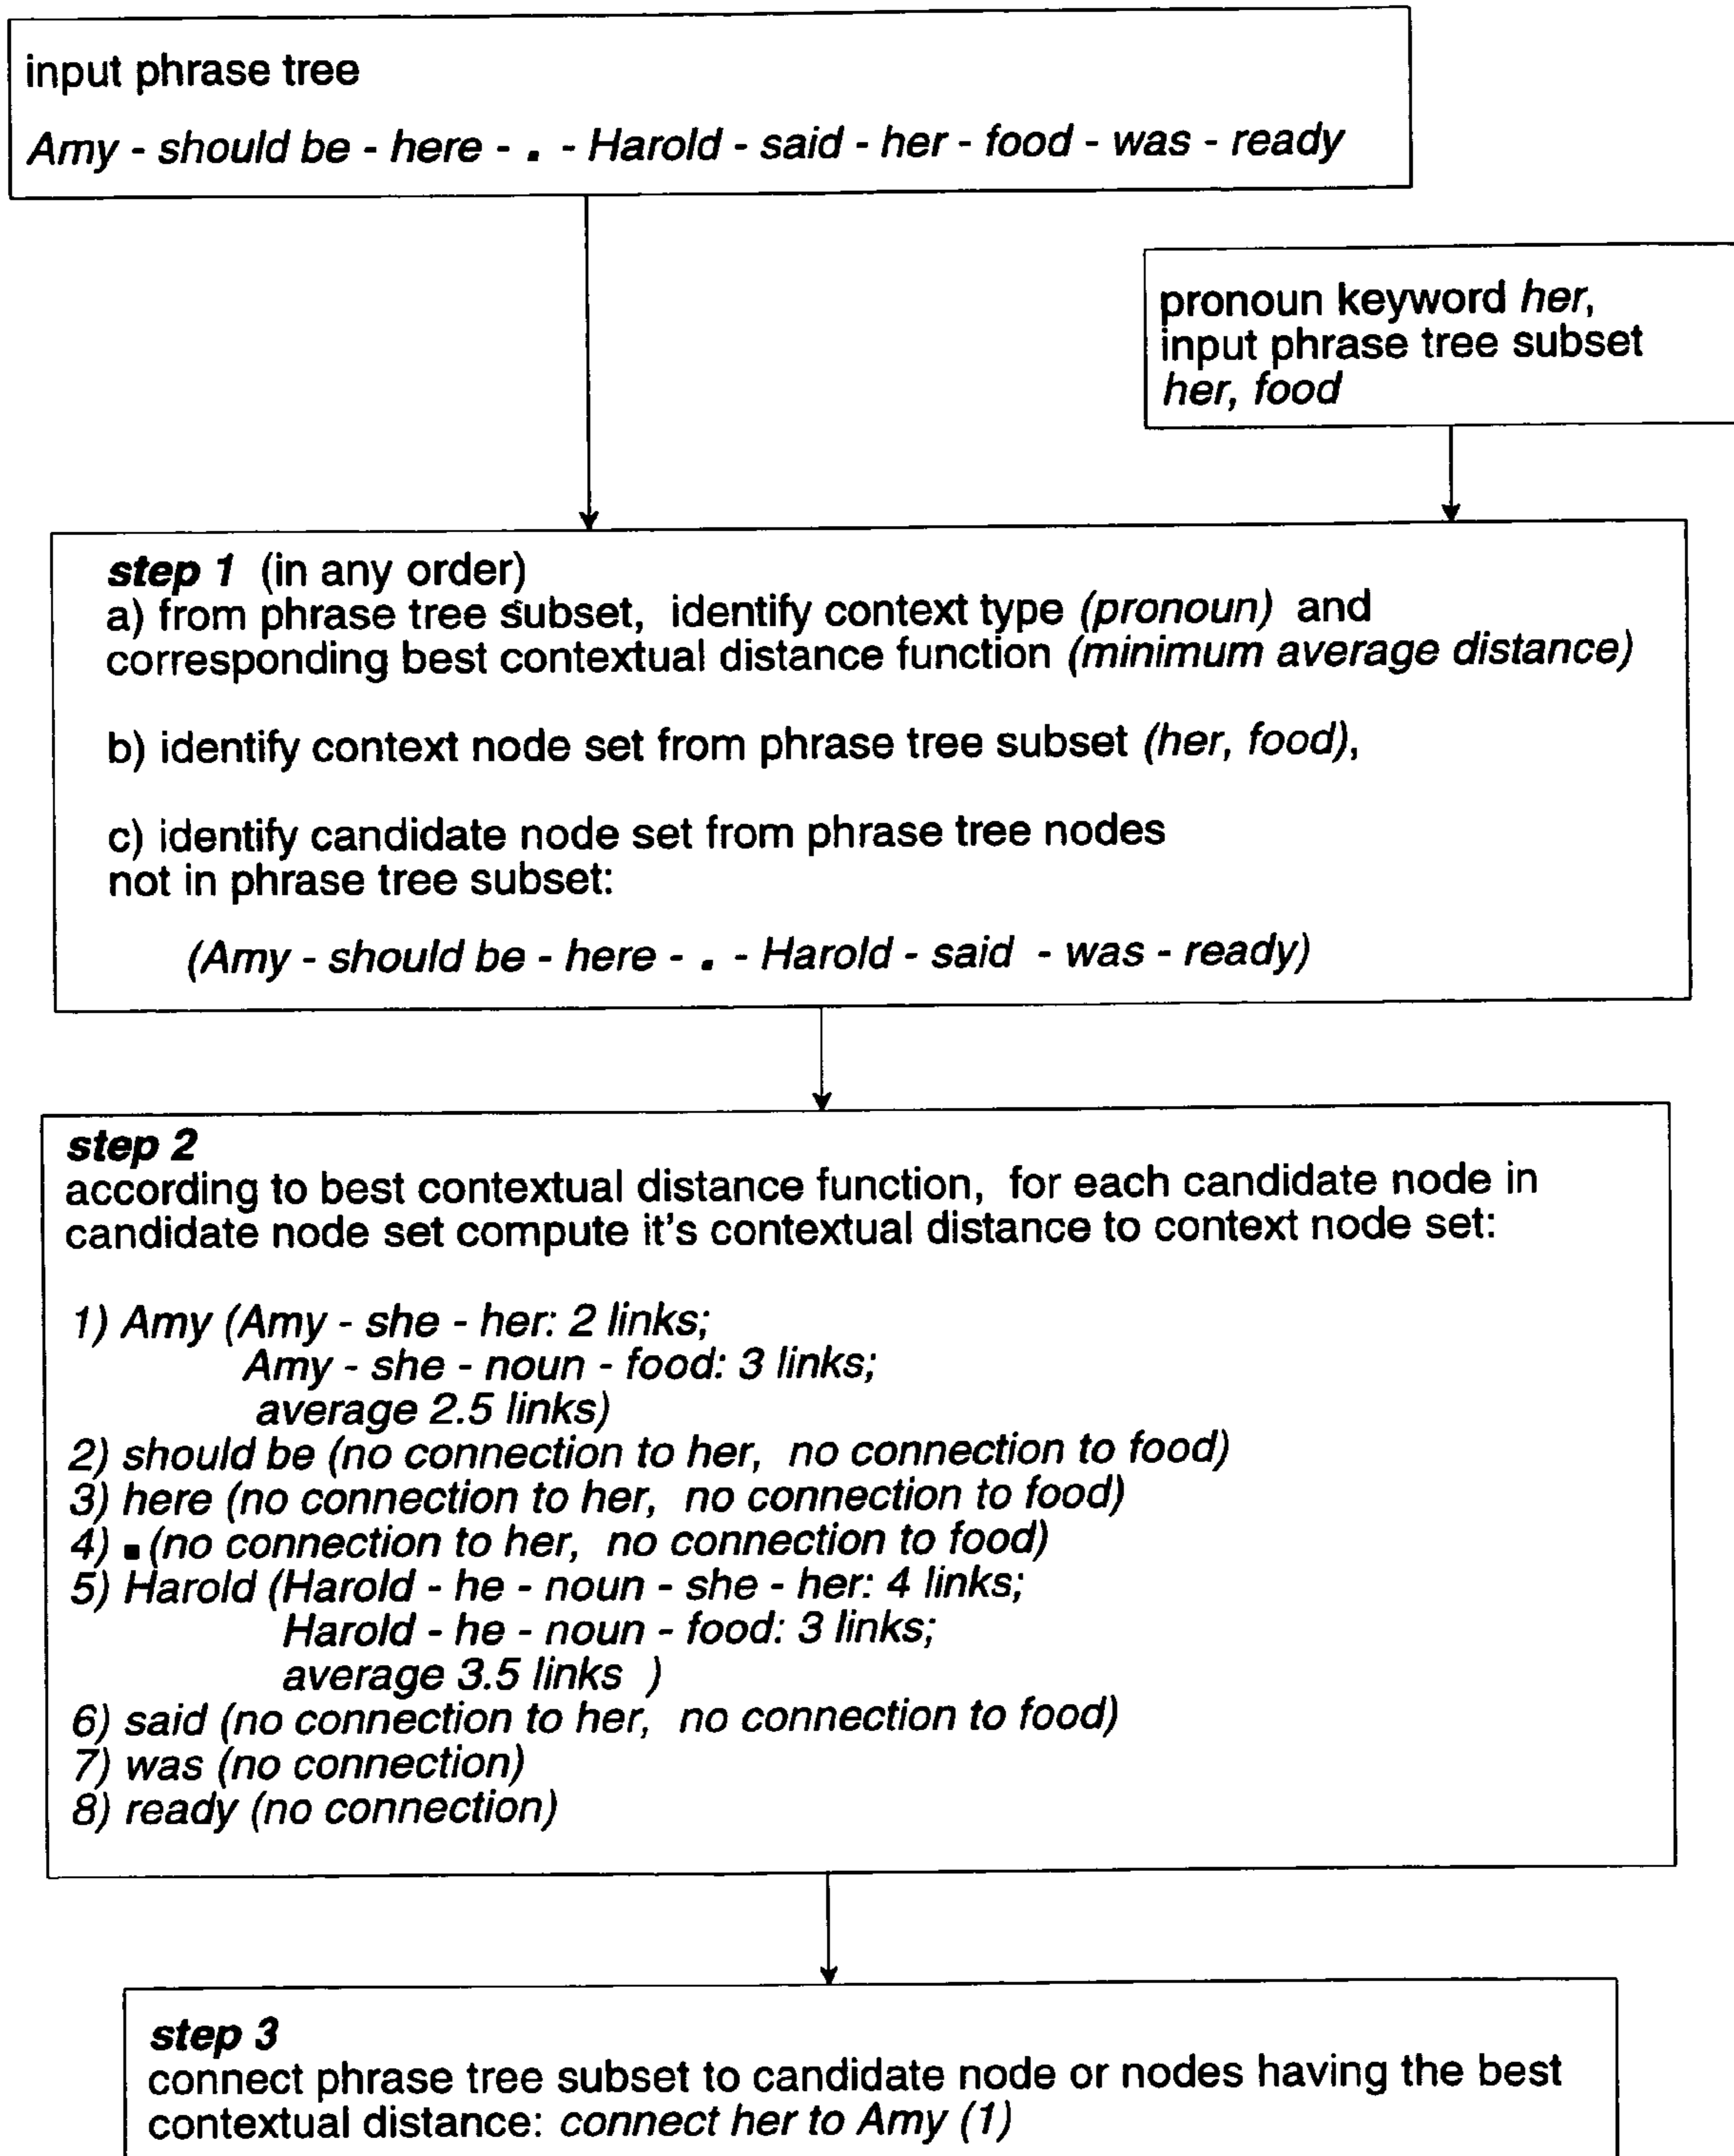 input phrase tree
Amy - should be - here - . - Harold - said - her - food - was - ready
pronoun keyword her,
input phrase tree subset
her, food
step 1 (in any order)
a) from phrase tree subset, identify context type (pronoun) and
corresponding best contextual distance function (minimum average distance)
b) identify context node set from phrase tree subset (her, food),
c) identify candidate node set from phrase tree nodes
not in phrase tree subset:
(Amy - should be - here - . - Harold - said - was - ready)
step 2
according to best contextual distance function, for each candidate node in
candidate node set compute it's contextual distance to context node set:
1) Amy (Amy - she - her: 2 links;
Amy - she - noun - food: 3 links;
average 2.5 links)
2) should be (no connection to her, no connection to food)
3) here (no connection to her, no connection to food)
4) . (no connection to her, no connection to food)
5) Harold (Harold - he - noun - she - her: 4 links;
Harold - he - noun - food: 3 links;
average 3.5 links )
6) said (no connection to her, no connection to food)
7) was (no connection)
8) ready (no connection)
step 3
connect phrase tree subset to candidate node or nodes having the best
contextual distance: connect her to Amy (1)